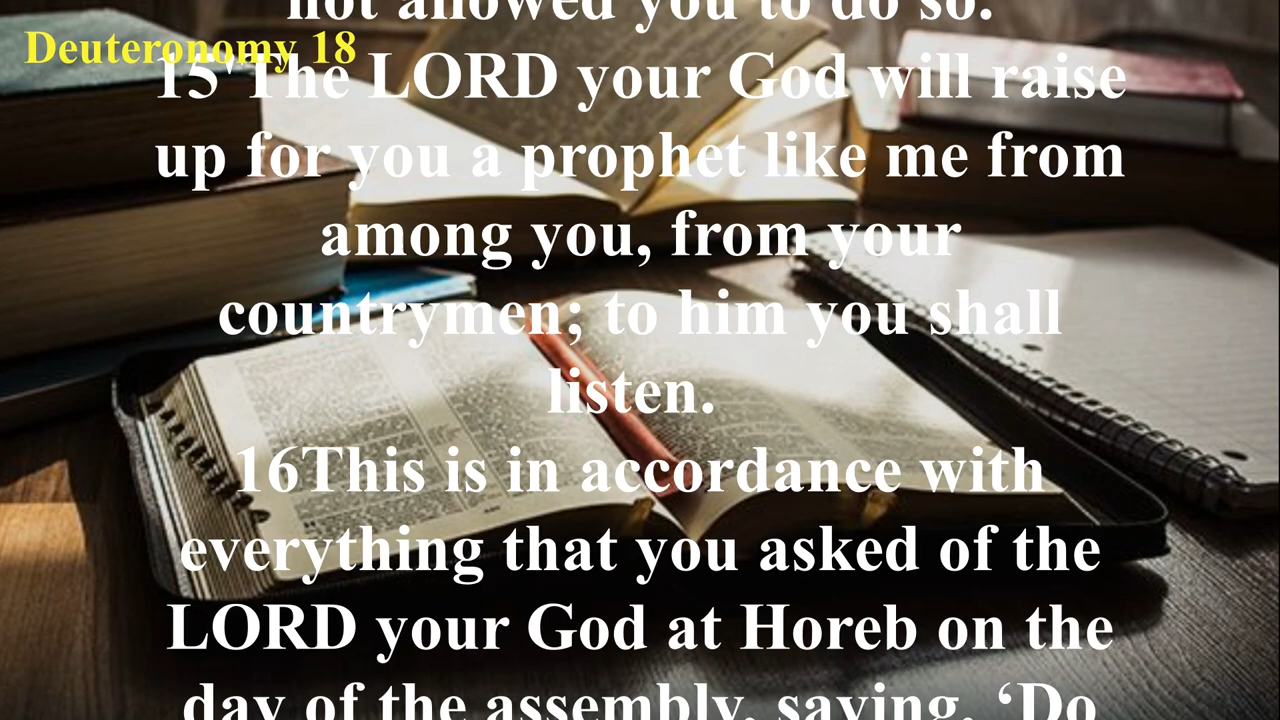 not allowed you to do so.
Deuteronomy 18
15"The LORD your God will raise
up for you a prophet like me from
among you, from your
countrymen; to him you shall
listen.
16This is in accordance with
everything that you asked of the
LORD your God at Horeb on the
day of the assembly, saying, ‘Do